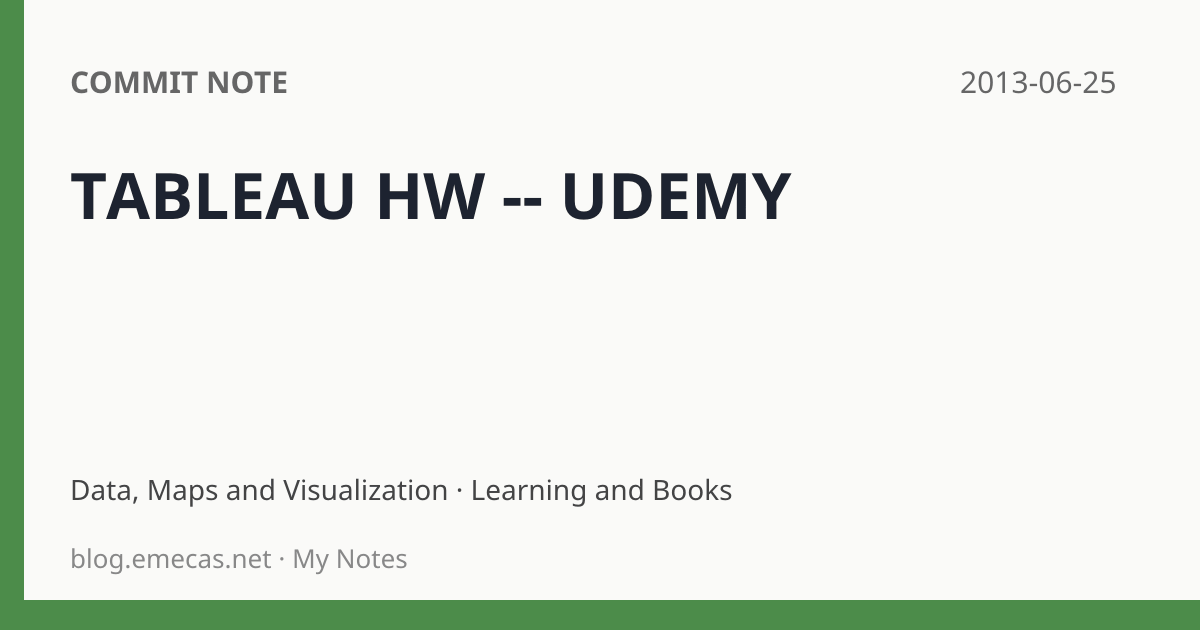 COMMIT NOTE
2013-06-25
TABLEAU HW -- UDEMY
Data, Maps and Visualization · Learning and Books
blog.emecas.net · My Notes